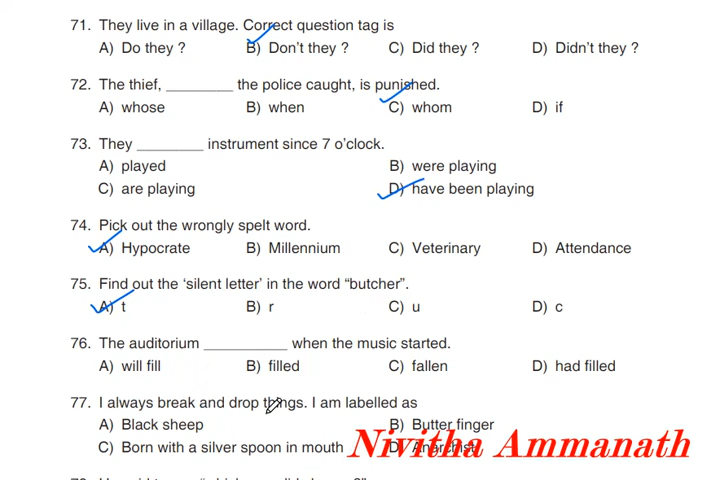 71. They live in a village. Correct question tag is
A) Do they ? B) Don't they ? C) Did they ? D) Didn't they ?
72. The thief, ________ the police caught, is punished.
A) whose B) when C) whom D) if
73. They ________ instrument since 7 o'clock.
A) played B) were playing
C) are playing D) have been playing
74. Pick out the wrongly spelt word.
A) Hypocrate B) Millennium C) Veterinary D) Attendance
75. Find out the 'silent letter' in the word "butcher".
A) t B) r C) u D) c
76. The auditorium __________ when the music started.
A) will fill B) filled C) fallen D) had filled
77. I always break and drop things. I am labelled as
A) Black sheep B) Butter finger
C) Born with a silver spoon in mouth D) Anarchist
Nivitha Ammanath